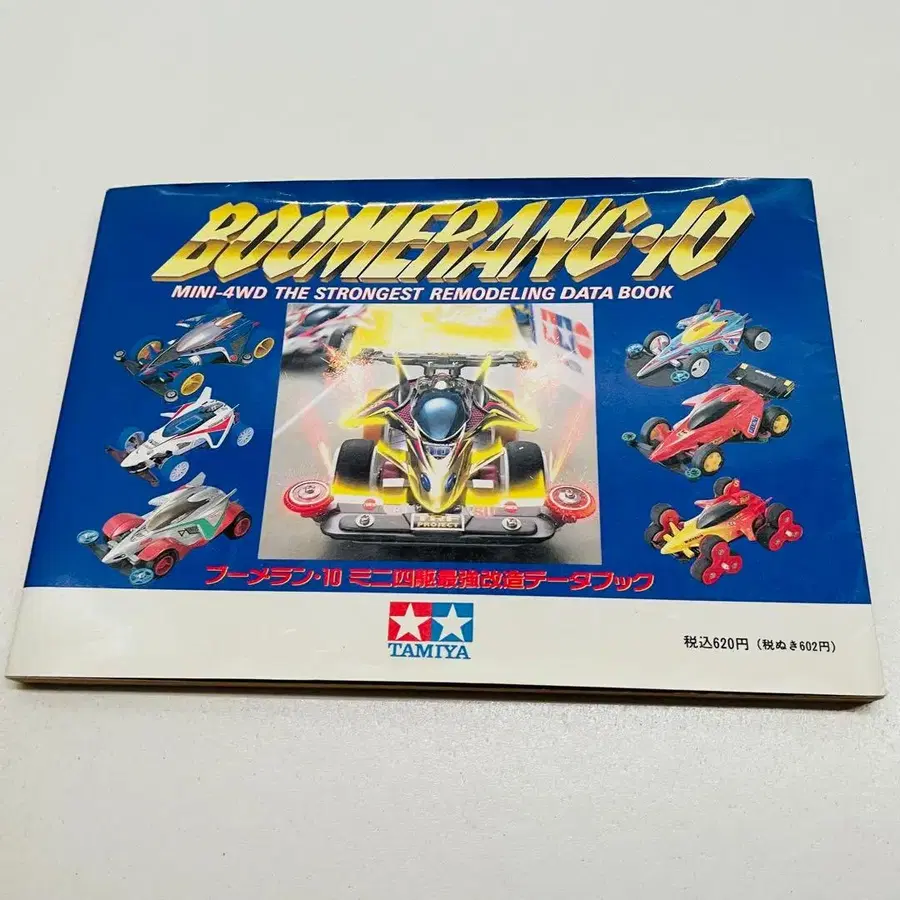 BOOMERANG·10
MINI-4WD THE STRONGEST REMODELING DATA BOOK
PROJECT
ブーメラン・10 ミニ四駆最強改造データブック
TAMIYA
税込620円(税ぬき602円)